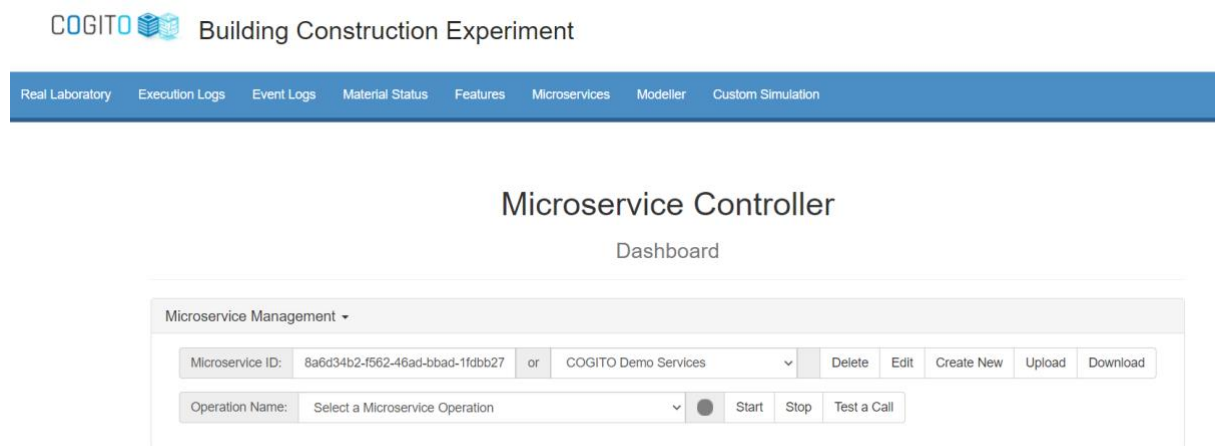 COGITO Building Construction Experiment
Real Laboratory Execution Logs Event Logs Material Status Features Microservices Modeller Custom Simulation
Microservice Controller
Dashboard
Microservice Management
Microservice ID: 8a6d34b2-f562-46ad-bbad-1fdbb27 or COGITO Demo Services Delete Edit Create New Upload Download
Operation Name: Select a Microservice Operation Start Stop Test a Call